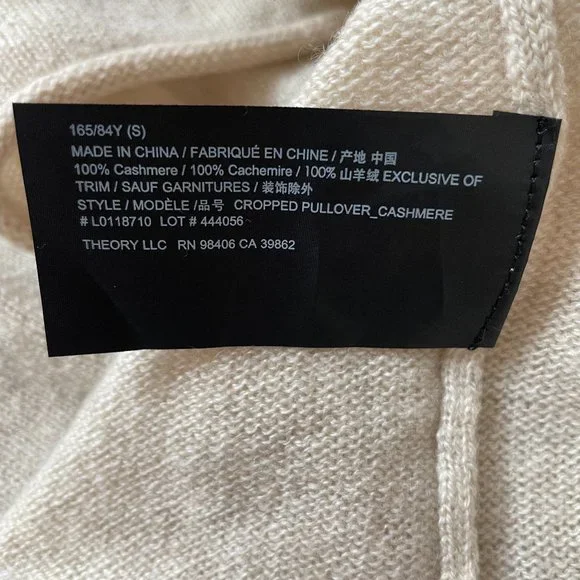 165/84Y (S)
MADE IN CHINA / FABRIQUÉ EN CHINE / 产地 中国
100% Cashmere / 100% Cachemire / 100% 山羊绒 EXCLUSIVE OF
TRIM / SAUF GARNITURES / 装饰除外
STYLE / MODÈLE /品号 CROPPED PULLOVER_CASHMERE
# L0118710 LOT # 444056
THEORY LLC RN 98406 CA 39862